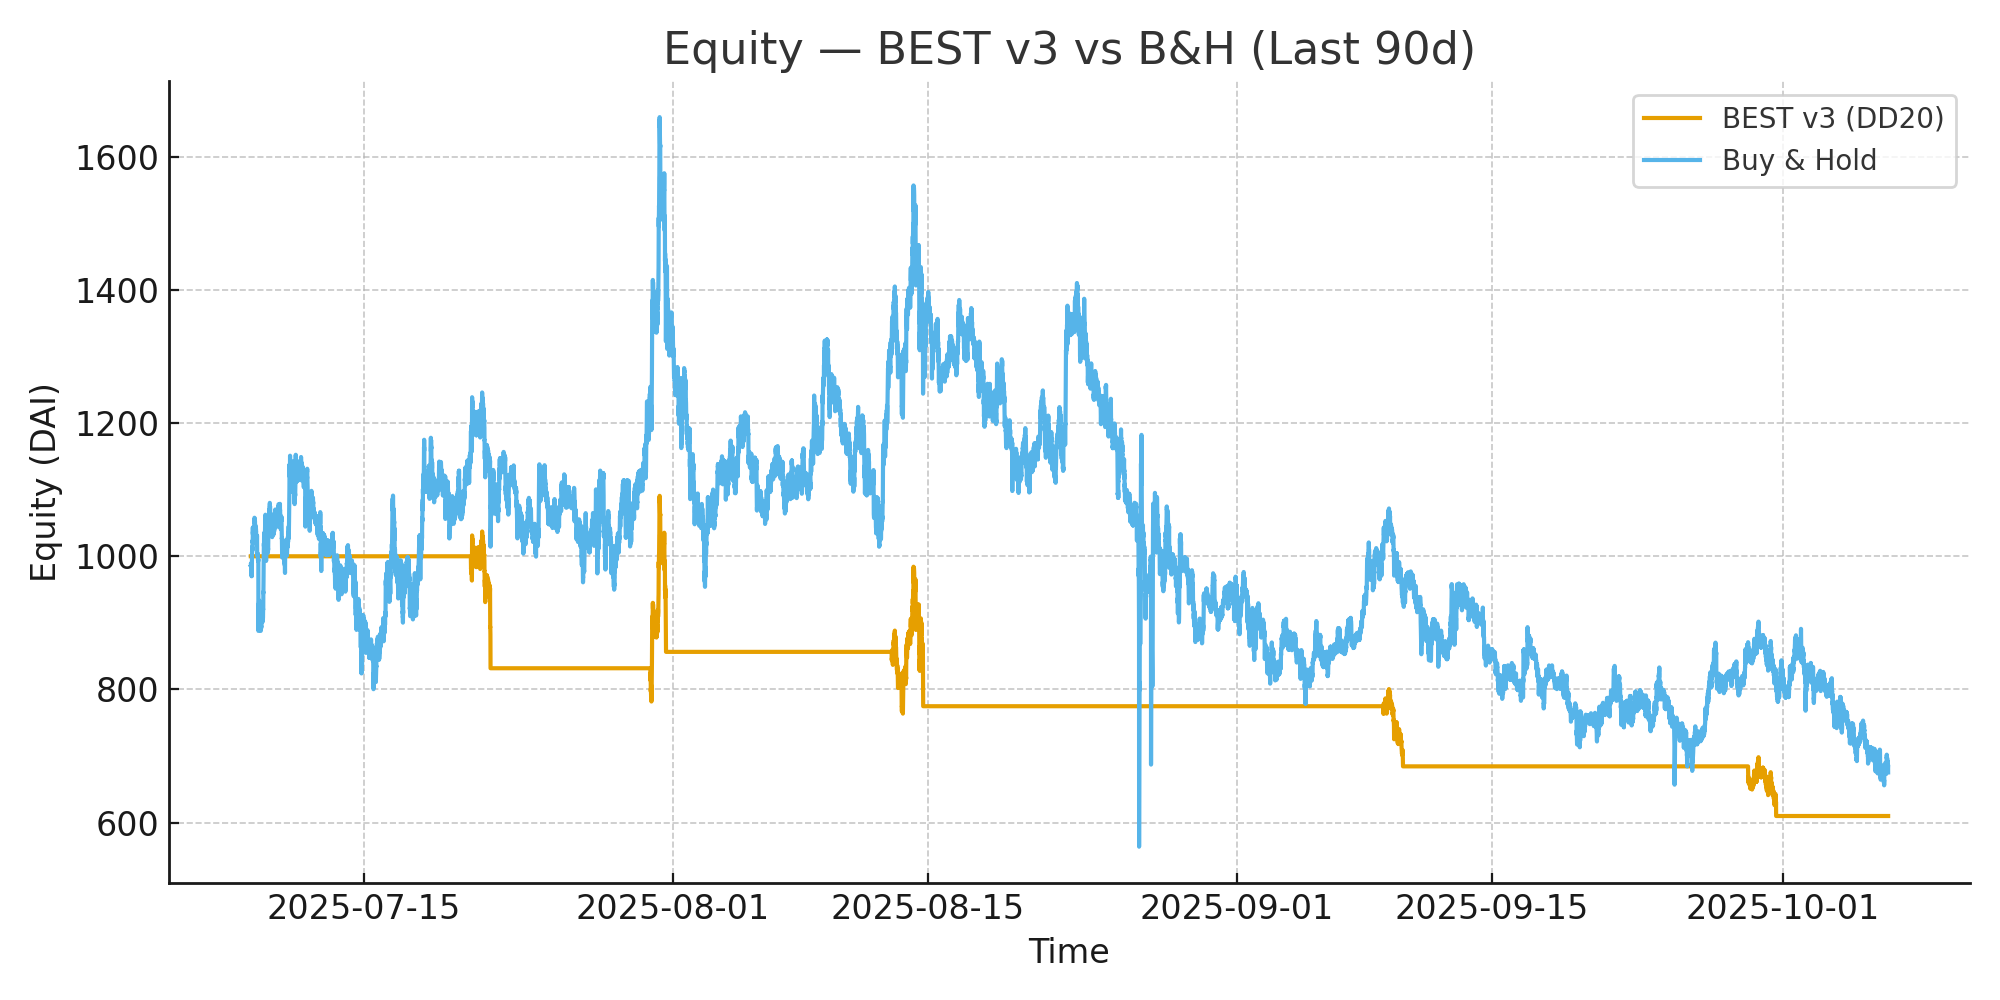 Equity — BEST v3 vs B&H (Last 90d)
BEST v3 (DD20)
Buy & Hold
Equity (DAI)
1600
1400
1200
1000
800
600
2025-07-15
2025-08-01
2025-08-15
2025-09-01
2025-09-15
2025-10-01
Time